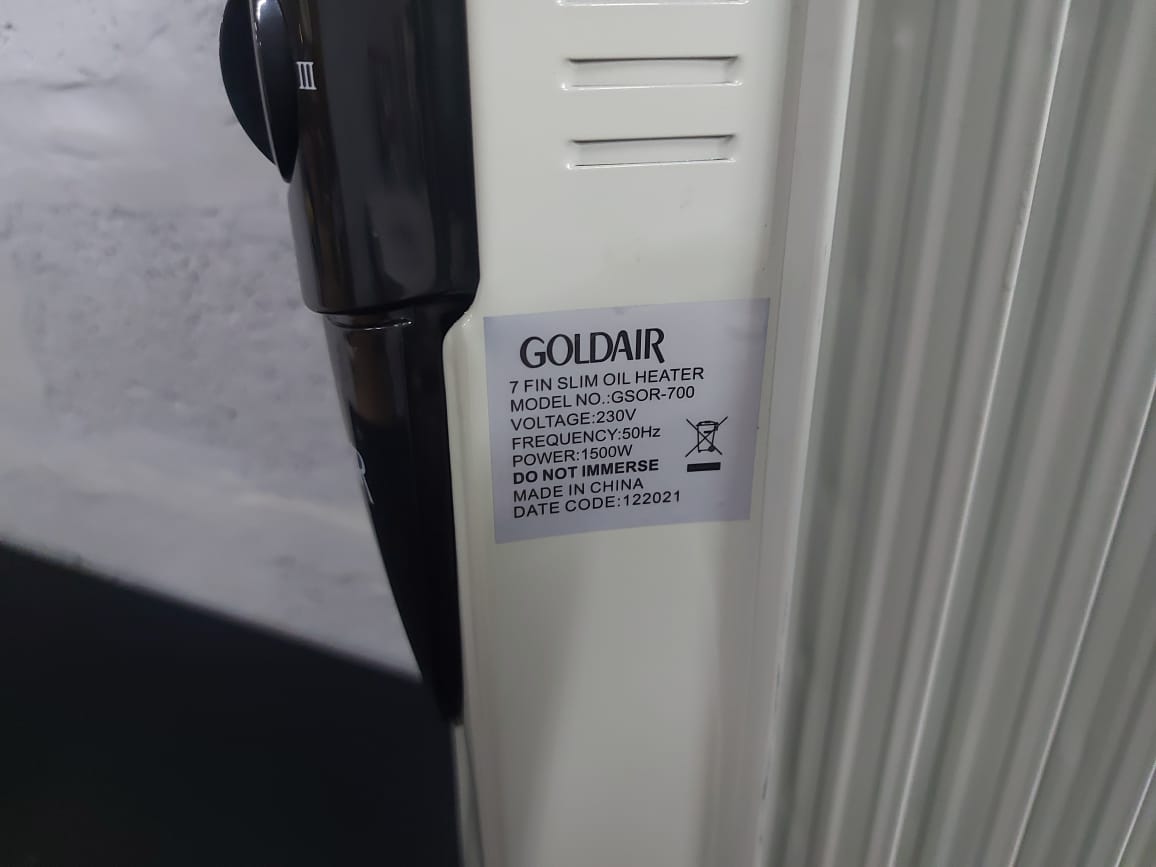 III
GOLDAIR
7 FIN SLIM OIL HEATER
MODEL NO.:GSOR-700
VOLTAGE:230V
FREQUENCY:50Hz
POWER:1500W
DO NOT IMMERSE
MADE IN CHINA
DATE CODE:122021